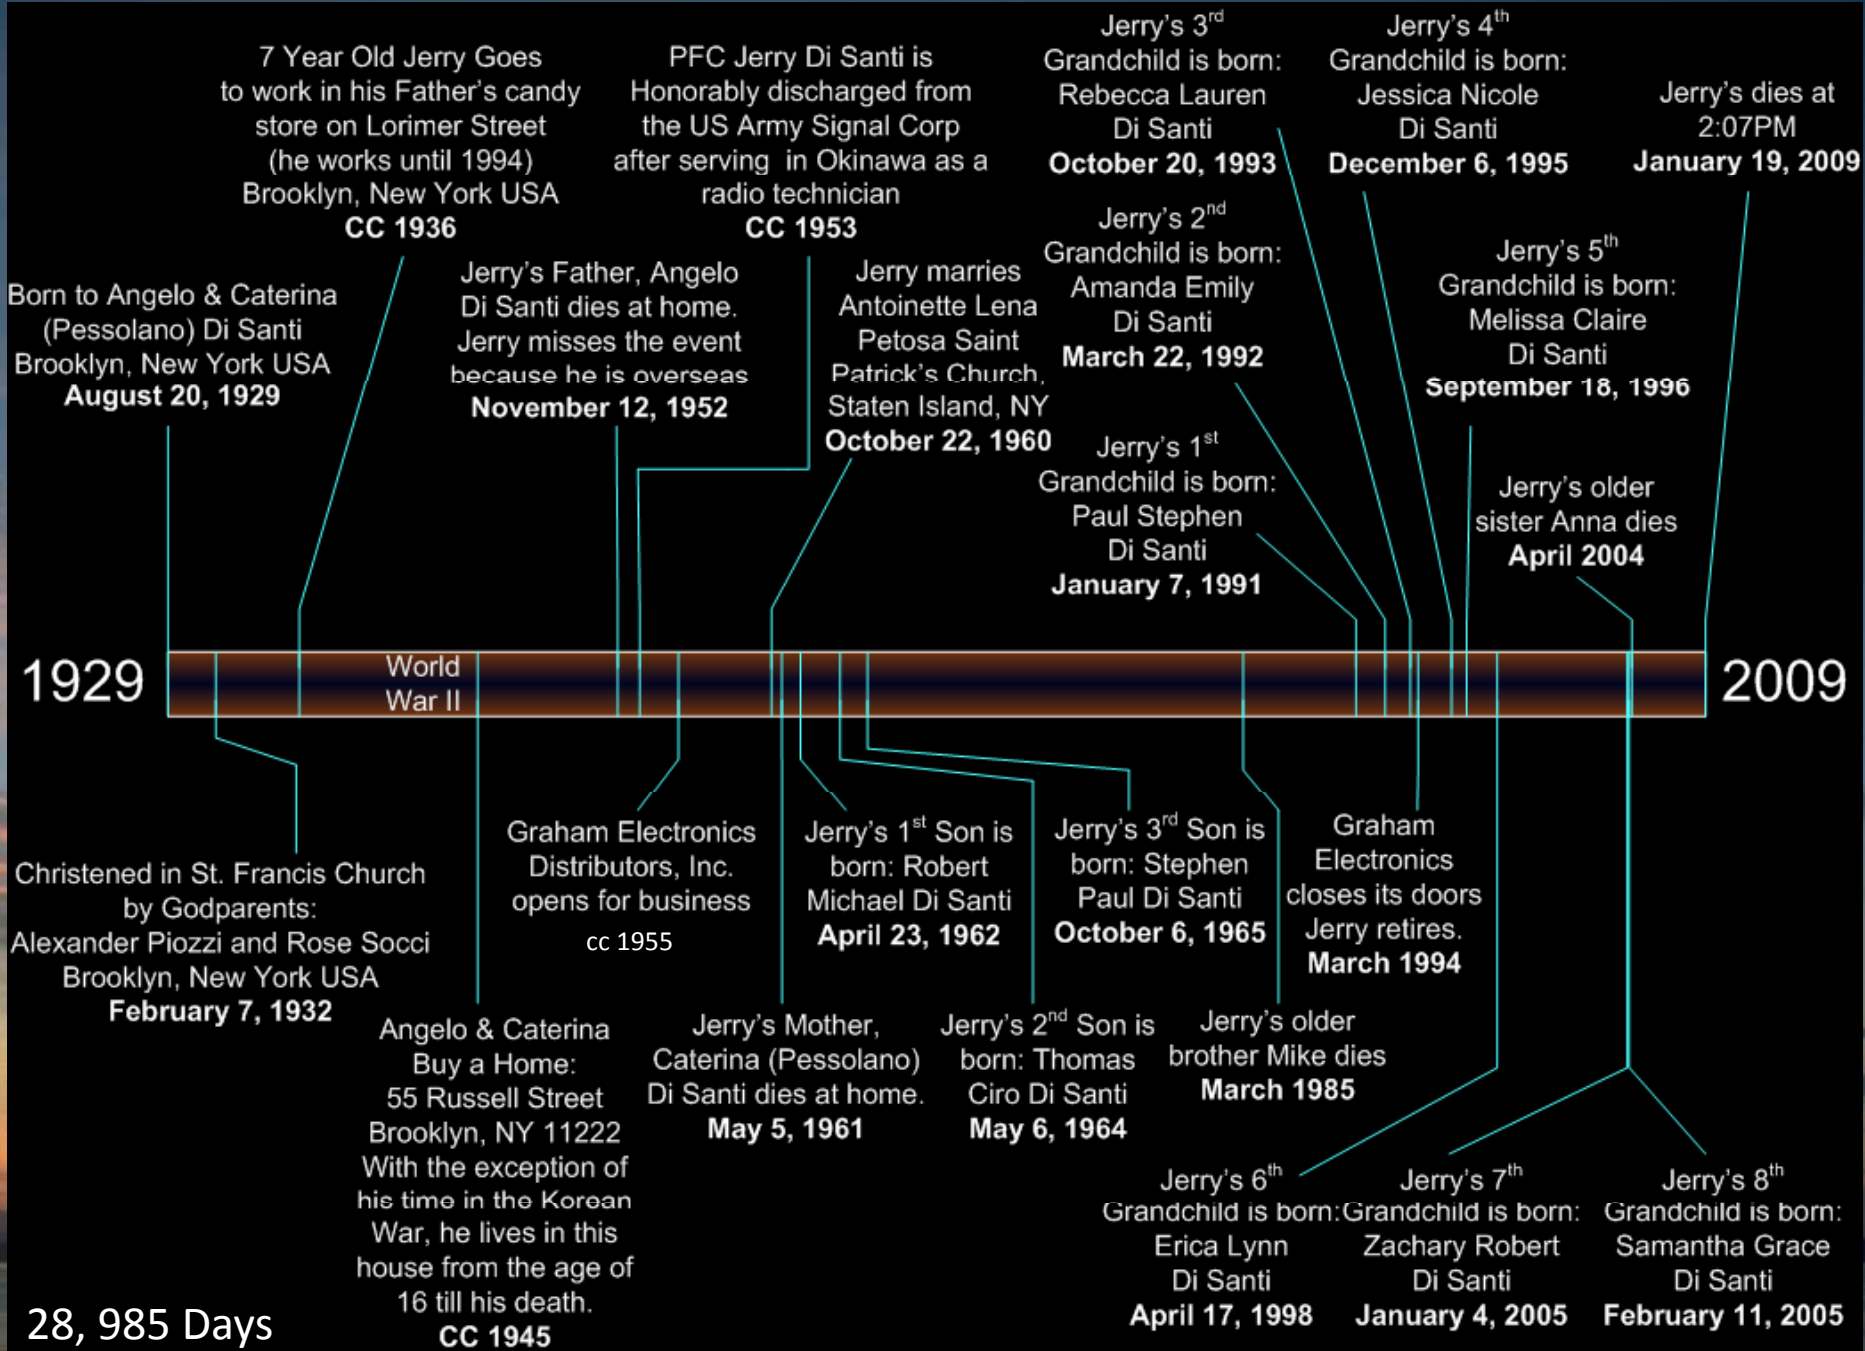 7 Year Old Jerry Goes
to work in his Father's candy
store on Lorimer Street
(he works until 1994)
Brooklyn, New York USA
CC 1936
PFC Jerry Di Santi is
Honorably discharged from
the US Army Signal Corp
after serving in Okinawa as a
radio technician
CC 1953
Jerry's 3rd
Grandchild is born:
Rebecca Lauren
Di Santi
October 20, 1993
Jerry's 4th
Grandchild is born:
Jessica Nicole
Di Santi
December 6, 1995
Jerry's dies at
2:07PM
January 19, 2009
Born to Angelo & Caterina
(Pessolano) Di Santi
Brooklyn, New York USA
August 20, 1929
Jerry's Father, Angelo
Di Santi dies at home.
Jerry misses the event
because he is overseas
November 12, 1952
Jerry marries
Antoinette Lena
Petosa Saint
Patrick's Church,
Staten Island, NY
October 22, 1960
Jerry's 2nd
Grandchild is born:
Amanda Emily
Di Santi
March 22, 1992
Jerry's 5th
Grandchild is born:
Melissa Claire
Di Santi
September 18, 1996
Jerry's 1st
Grandchild is born:
Paul Stephen
Di Santi
January 7, 1991
Jerry's older
sister Anna dies
April 2004
1929
World
War II
2009
Christened in St. Francis Church
by Godparents:
Alexander Piozzi and Rose Socci
Brooklyn, New York USA
February 7, 1932
Angelo & Caterina
Buy a Home:
55 Russell Street
Brooklyn, NY 11222
With the exception of
his time in the Korean
War, he lives in this
house from the age of
16 till his death.
CC 1945
Graham Electronics
Distributors, Inc.
opens for business
cc 1955
Jerry's Mother,
Caterina (Pessolano)
Di Santi dies at home.
May 5, 1961
Jerry's 1st Son is
born: Robert
Michael Di Santi
April 23, 1962
Jerry's 2nd Son is
born: Thomas
Ciro Di Santi
May 6, 1964
Jerry's 3rd Son is
born: Stephen
Paul Di Santi
October 6, 1965
Jerry's older
brother Mike dies
March 1985
Graham
Electronics
closes its doors
Jerry retires.
March 1994
Jerry's 6th
Grandchild is born:
Erica Lynn
Di Santi
April 17, 1998
Jerry's 7th
Grandchild is born:
Zachary Robert
Di Santi
January 4, 2005
Jerry's 8th
Grandchild is born:
Samantha Grace
Di Santi
February 11, 2005
28, 985 Days